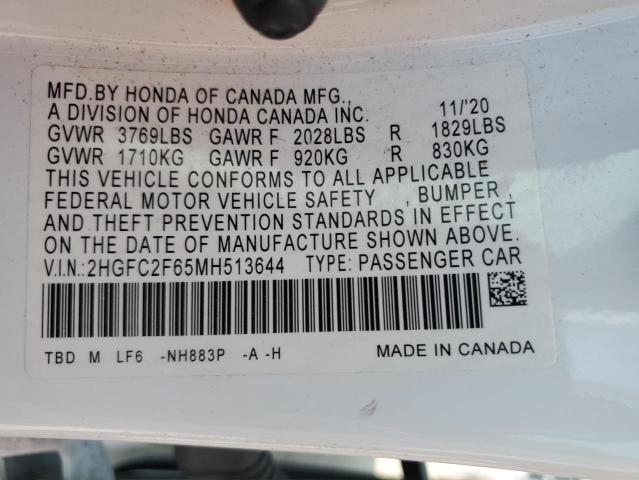 MFD.BY HONDA OF CANADA MFG.,
A DIVISION OF HONDA CANADA INC. 11/'20
GVWR 3769LBS GAWR F 2028LBS R 1829LBS
GVWR 1710KG GAWR F 920KG R 830KG
THIS VEHICLE CONFORMS TO ALL APPLICABLE
FEDERAL MOTOR VEHICLE SAFETY , BUMPER ,
AND THEFT PREVENTION STANDARDS IN EFFECT
ON THE DATE OF MANUFACTURE SHOWN ABOVE.
V.I.N.:2HGFC2F65MH513644 TYPE: PASSENGER CAR
TBD M LF6 -NH883P -A -H MADE IN CANADA